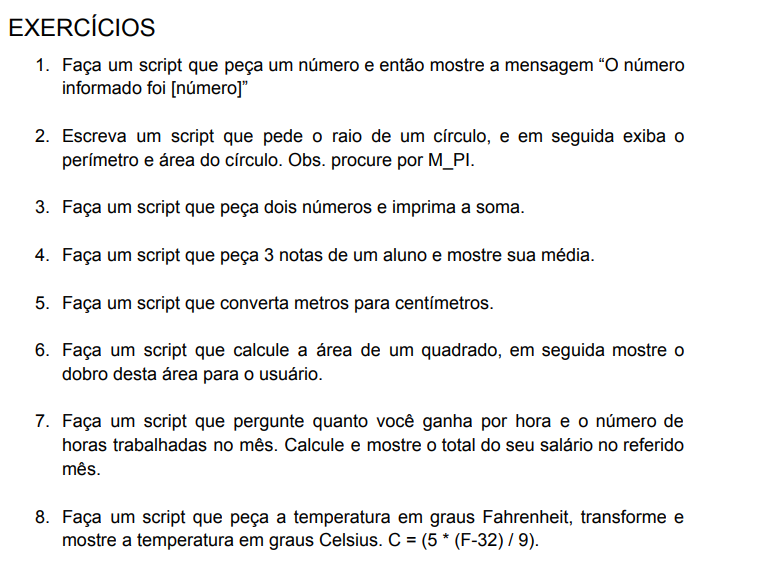 EXERCÍCIOS
1. Faça um script que peça um número e então mostre a mensagem “O número
informado foi [número]”
2. Escreva um script que pede o raio de um círculo, e em seguida exiba o
perímetro e área do círculo. Obs. procure por M_PI.
3. Faça um script que peça dois números e imprima a soma.
4. Faça um script que peça 3 notas de um aluno e mostre sua média.
5. Faça um script que converta metros para centímetros.
6. Faça um script que calcule a área de um quadrado, em seguida mostre o
dobro desta área para o usuário.
7. Faça um script que pergunte quanto você ganha por hora e o número de
horas trabalhadas no mês. Calcule e mostre o total do seu salário no referido
mês.
8. Faça um script que peça a temperatura em graus Fahrenheit, transforme e
mostre a temperatura em graus Celsius. C = (5 * (F-32) / 9).